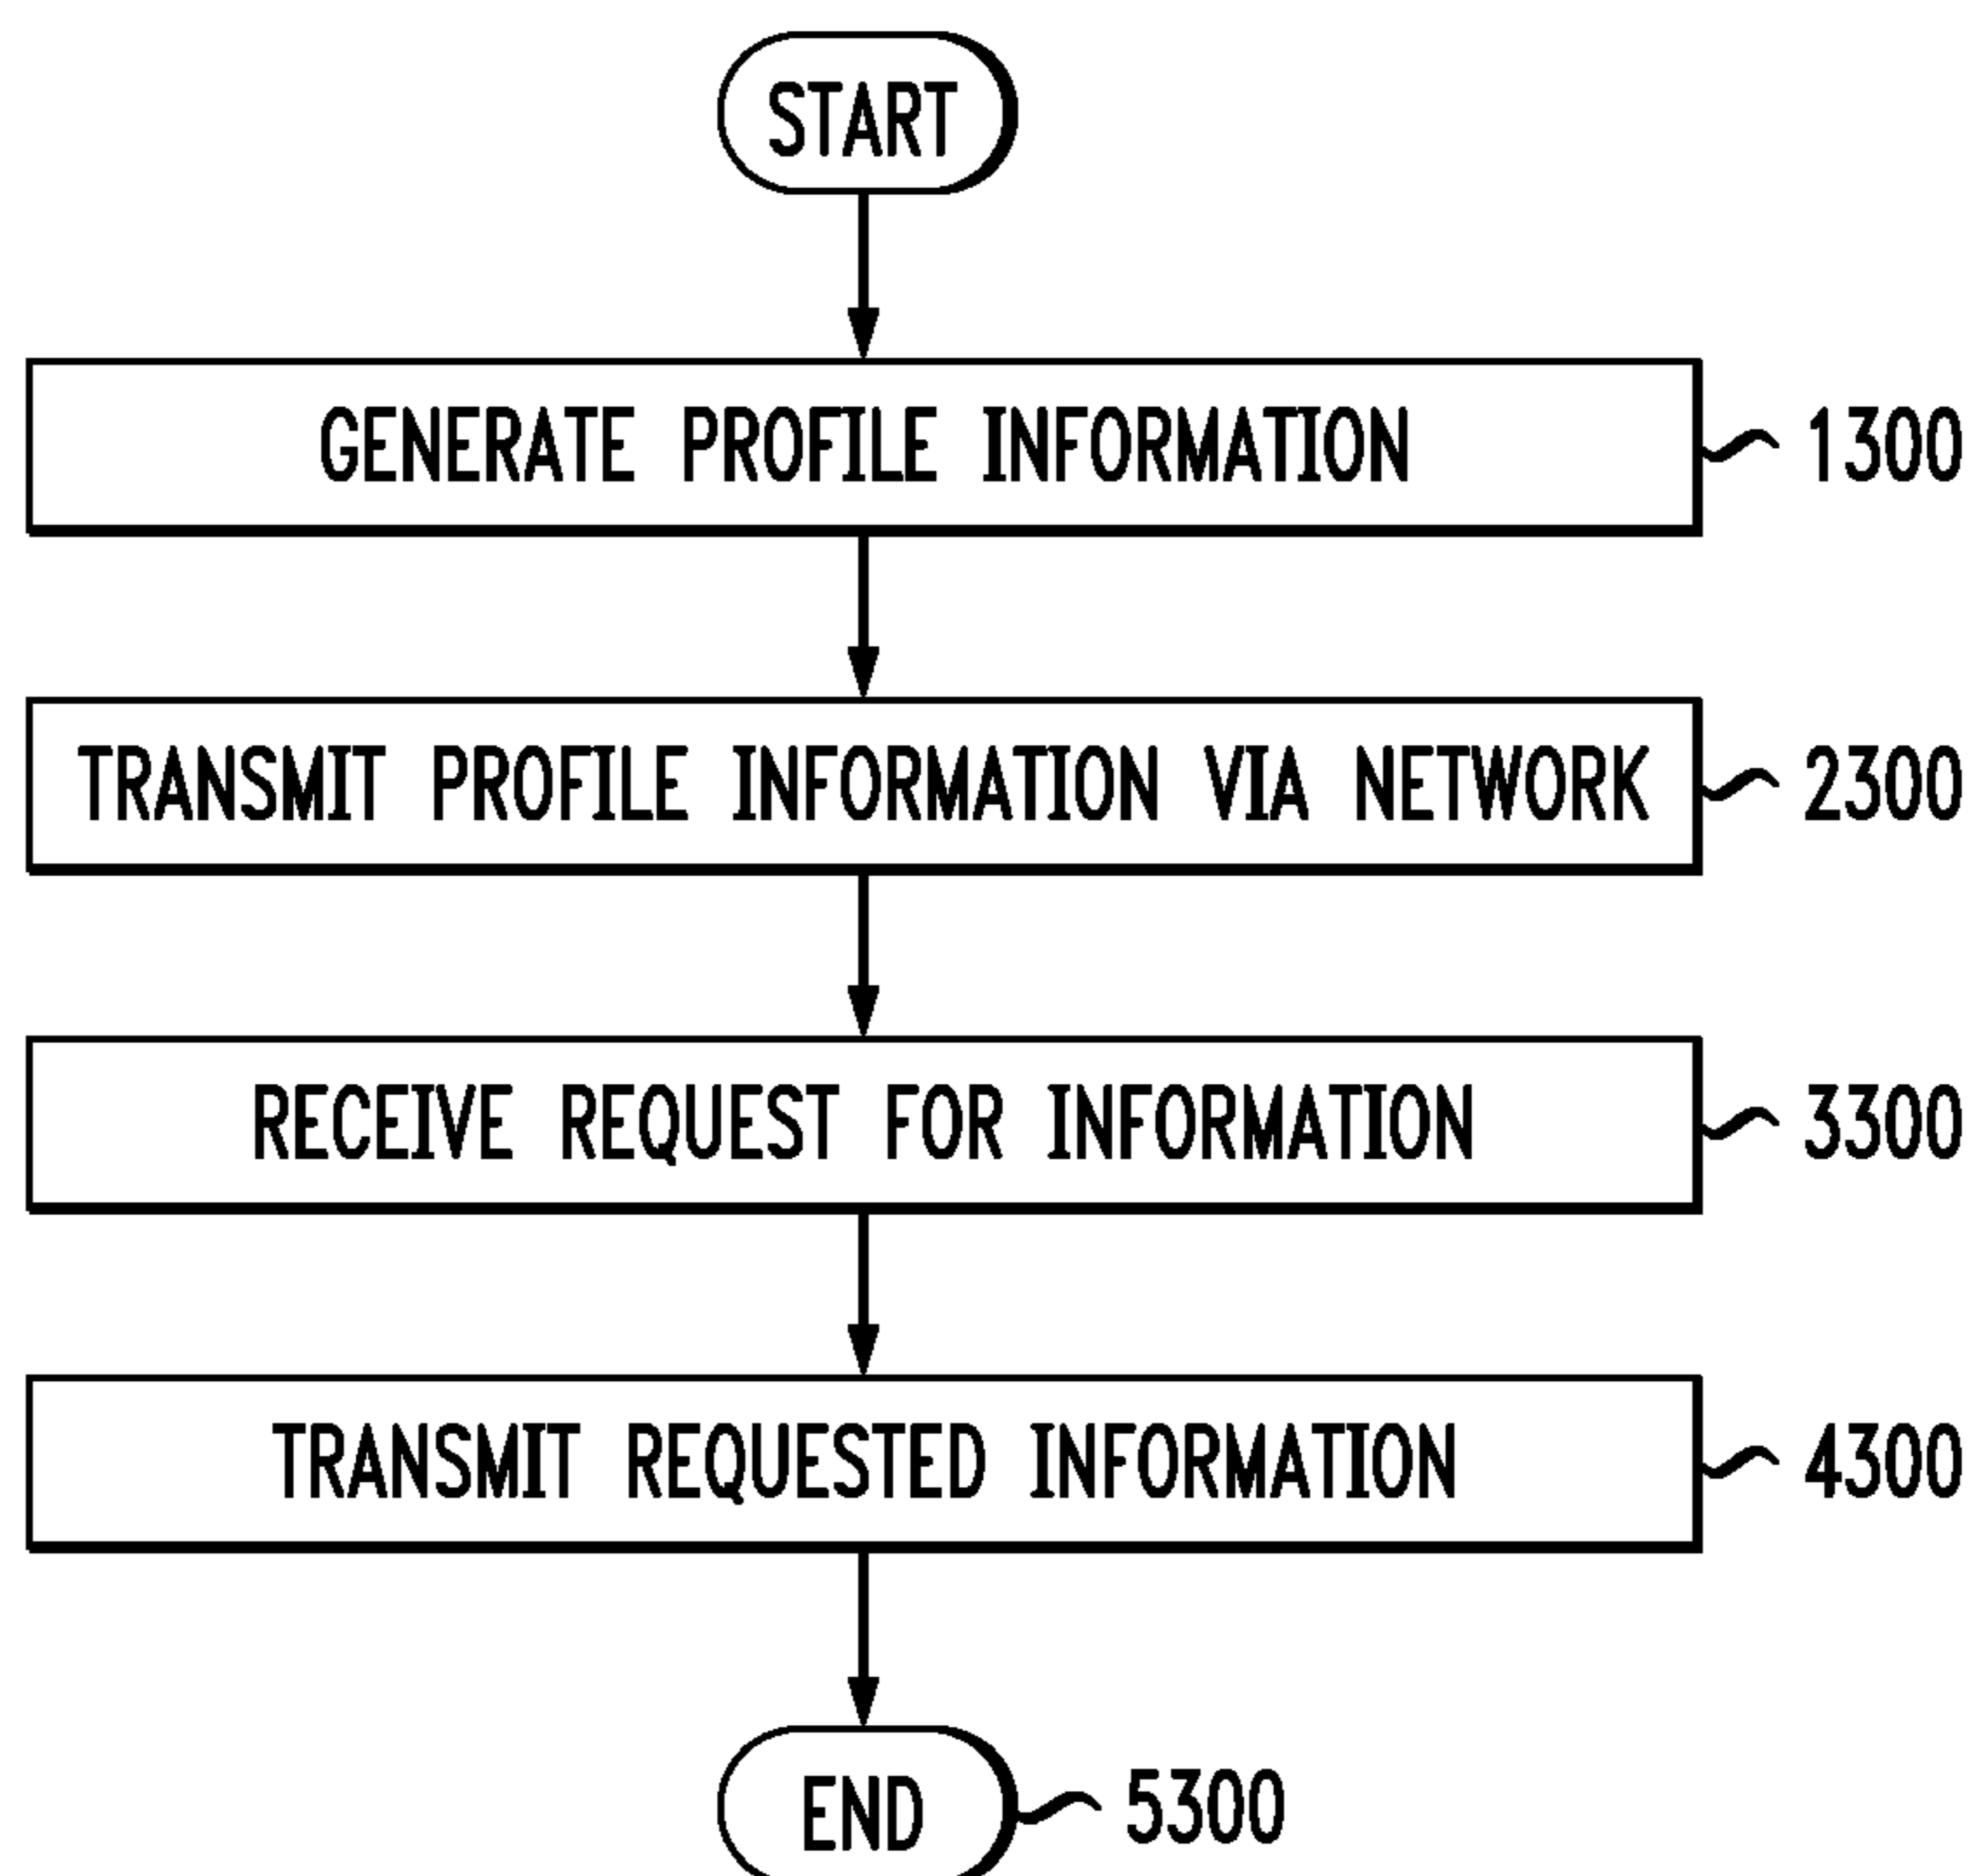 START
GENERATE PROFILE INFORMATION
1300
TRANSMIT PROFILE INFORMATION VIA NETWORK
2300
RECEIVE REQUEST FOR INFORMATION
3300
TRANSMIT REQUESTED INFORMATION
4300
END
5300